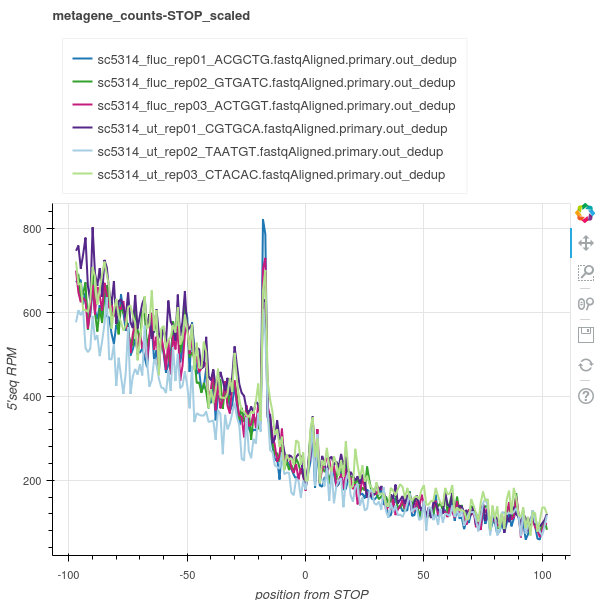 metagene_counts-STOP_scaled
sc5314_fluc_rep01_ACGCTG.fastqAligned.primary.out_dedup
sc5314_fluc_rep02_GTGATC.fastqAligned.primary.out_dedup
sc5314_fluc_rep03_ACTGGT.fastqAligned.primary.out_dedup
sc5314_ut_rep01_CGTGCA.fastqAligned.primary.out_dedup
sc5314_ut_rep02_TAATGT.fastqAligned.primary.out_dedup
sc5314_ut_rep03_CTACAC.fastqAligned.primary.out_dedup
800
600
400
200
5'seq RPM
-100 -50 0 50 100
position from STOP